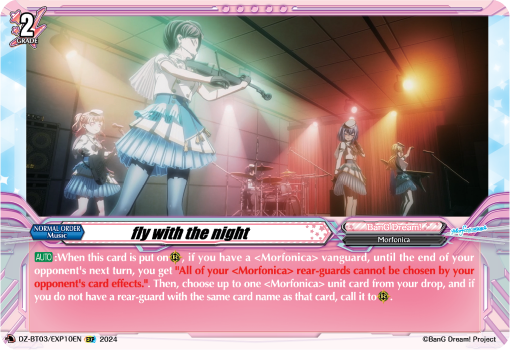 2
GRADE
NORMAL ORDER
Music
fly with the night
BanG Dream!
Morfonica
AUTO:When this card is put on , if you have a <Morfonica> vanguard, until the end of your
opponent's next turn, you get "All of your <Morfonica> rear-guards cannot be chosen by your
opponent's card effects.". Then, choose up to one <Morfonica> unit card from your drop, and if
you do not have a rear-guard with the same card name as that card, call it to .
DZ-BT03/EXP10EN EXP 2024
©BanG Dream! Project